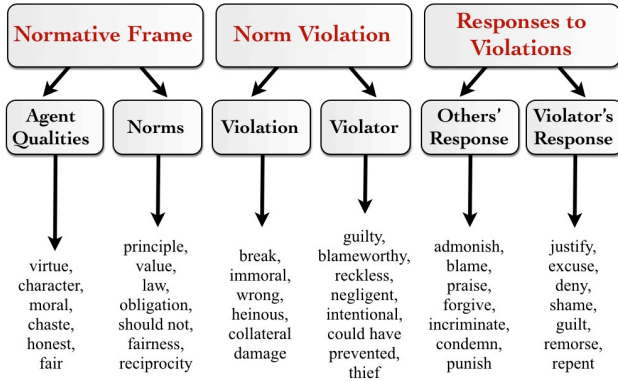 Normative Frame
Norm Violation
Responses to
Violations
Agent
Qualities
Norms
Violation
Violator
Others'
Response
Violator's
Response
virtue,
character,
moral,
chaste,
honest,
fair
principle,
value,
law,
obligation,
should not,
fairness,
reciprocity
break,
immoral,
wrong,
heinous,
collateral
damage
guilty,
blameworthy,
reckless,
negligent,
intentional,
could have
prevented,
thief
admonish,
blame,
praise,
forgive,
incriminate,
condemn,
punish
justify,
excuse,
deny,
shame,
guilt,
remorse,
repent